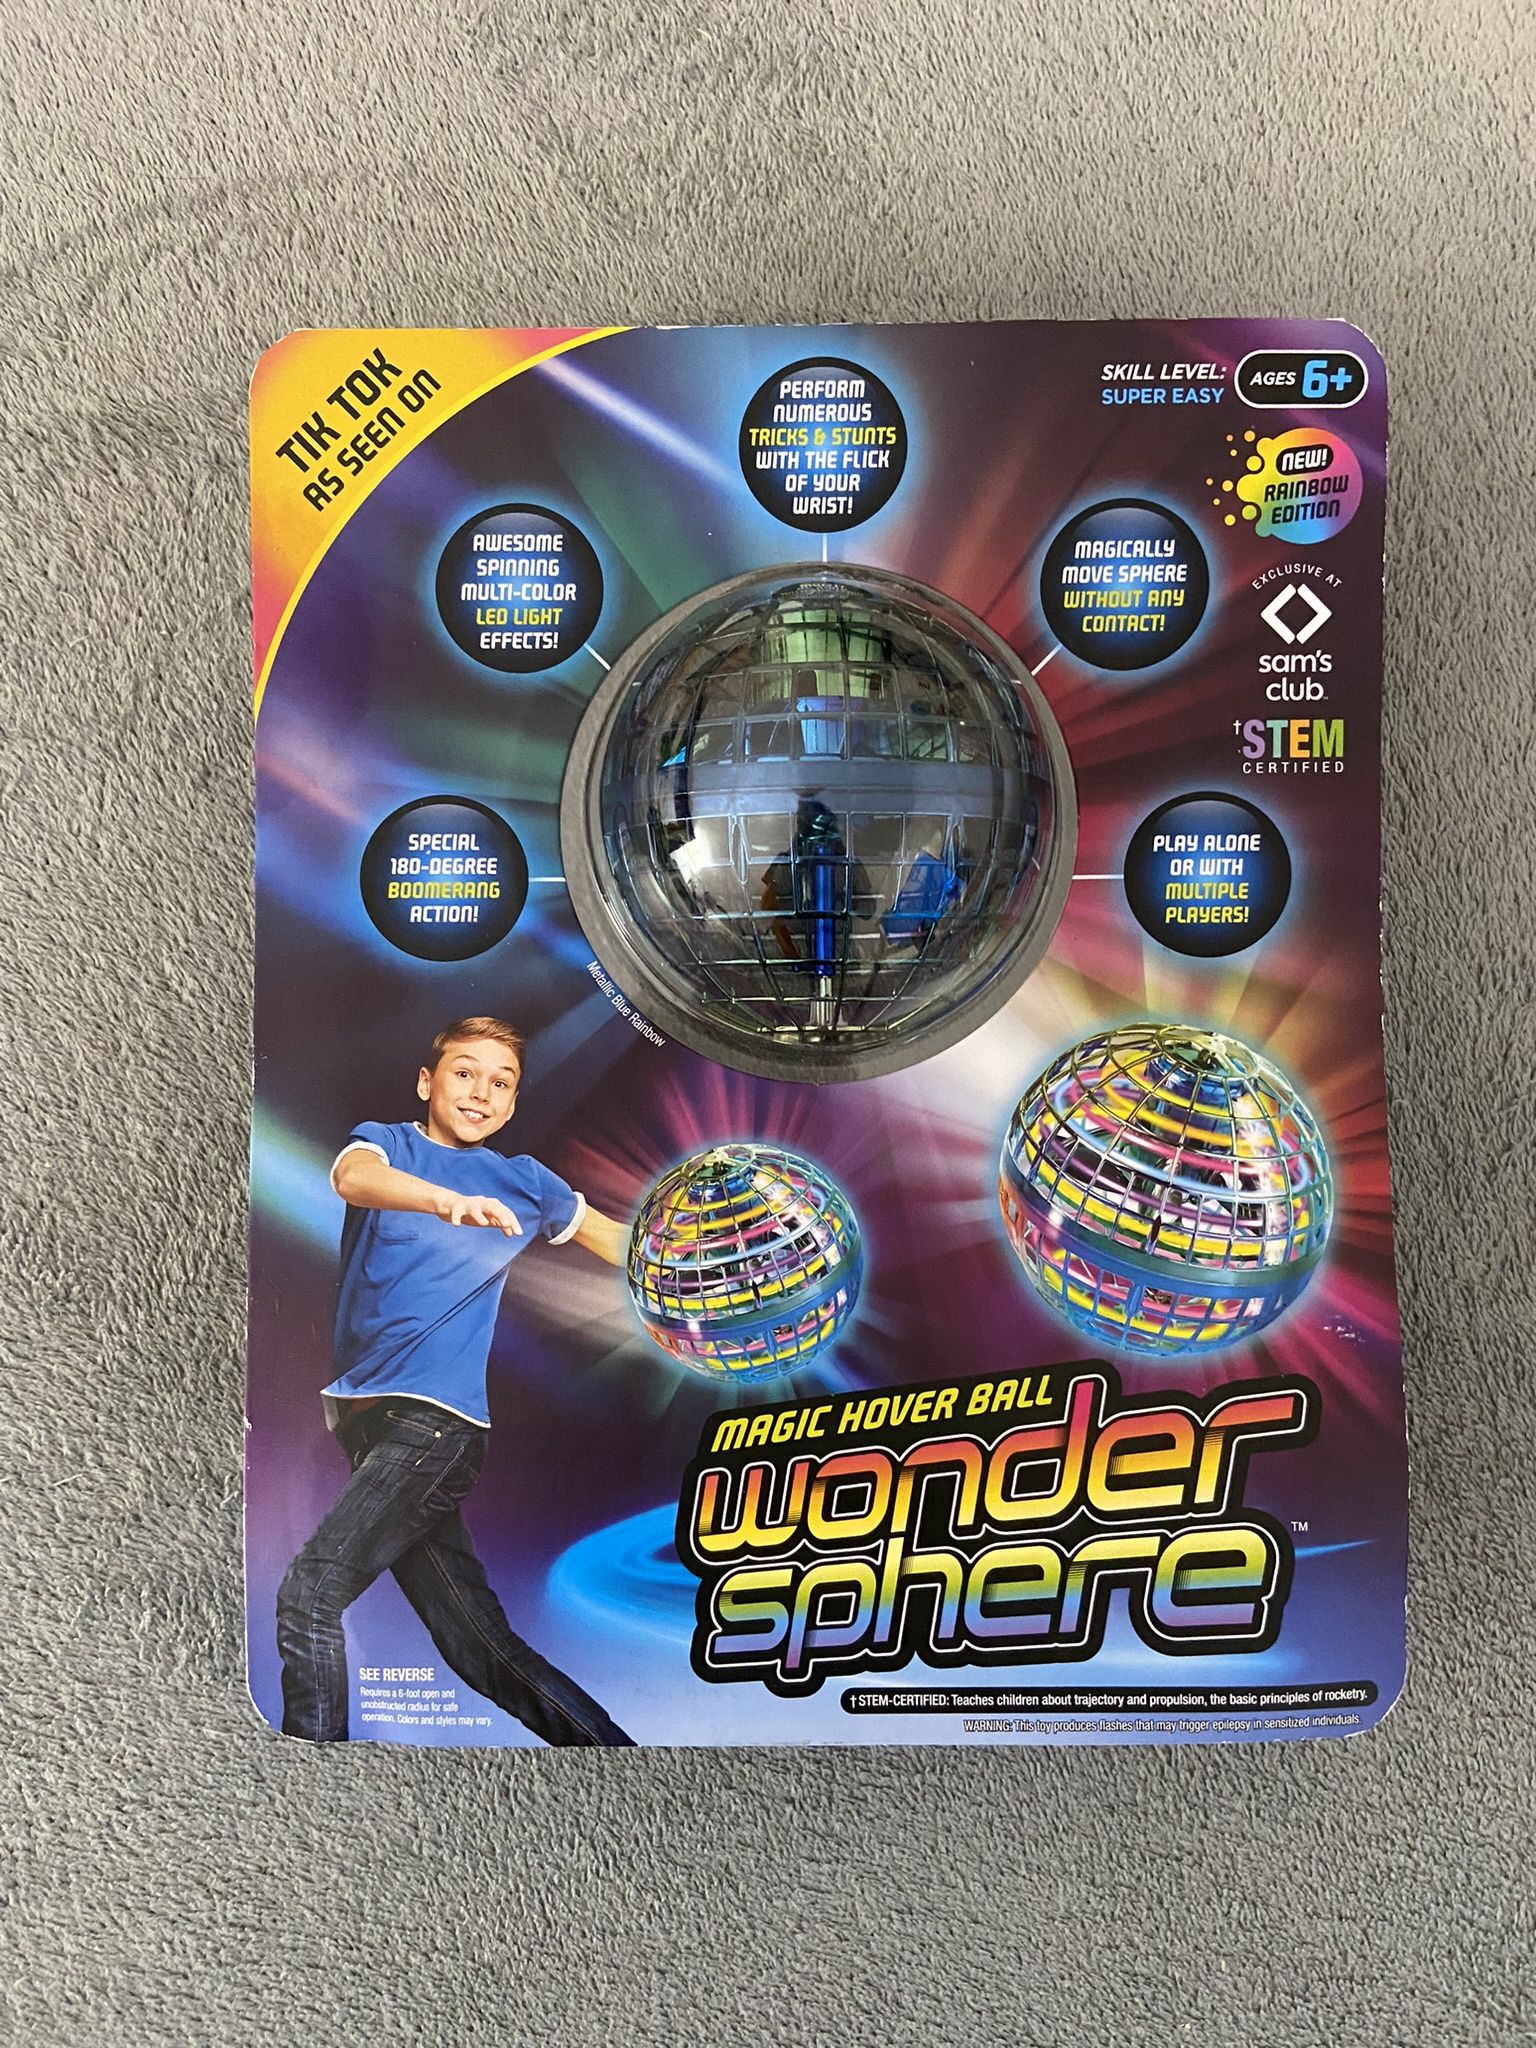 TIK TOK
AS SEEN ON
PERFORM
NUMEROUS
TRICKS & STUNTS
WITH THE FLICK
OF YOUR
WRIST!
SKILL LEVEL:
SUPER EASY
AGES 6+
NEW!
RAINBOW
EDITION
AWESOME
SPINNING
MULTI-COLOR
LED LIGHT
EFFECTS!
MAGICALLY
MOVE SPHERE
WITHOUT ANY
CONTACT!
EXCLUSIVE AT
sam's
club™
†STEM
CERTIFIED
SPECIAL
180-DEGREE
BOOMERANG
ACTION!
PLAY ALONE
OR WITH
MULTIPLE
PLAYERS!
Metallic Blue Rainbow
MAGIC HOVER BALL
wonder
sphere™
SEE REVERSE
Requires a 6-foot open and
unobstructed radius for safe
operation. Colors and styles may vary.
† STEM-CERTIFIED: Teaches children about trajectory and propulsion, the basic principles of rocketry.
WARNING: This toy produces flashes that may trigger epilepsy in sensitized individuals.